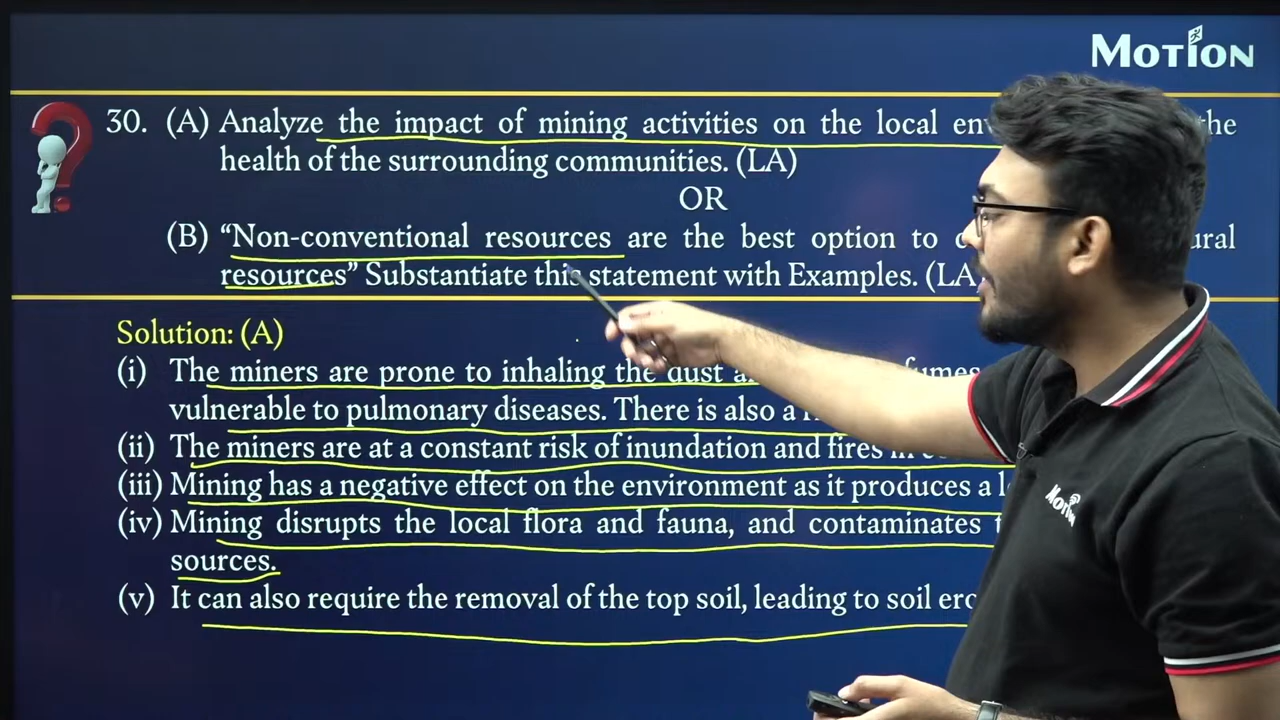 MOTION
30. (A) Analyze the impact of mining activities on the local the
health of the surrounding communities. (LA)
OR
(B) “Non-conventional resources are the best option to
resources” Substantiate this statement with Examples. (LA)
Solution: (A)
(i) The miners are prone to inhaling the dust fumes
vulnerable to pulmonary diseases. There is also a
(ii) The miners are at a constant risk of inundation and fires in
(iii) Mining has a negative effect on the environment as it produces a
(iv) Mining disrupts the local flora and fauna, and contaminates
sources.
(v) It can also require the removal of the top soil, leading to soil
Motion